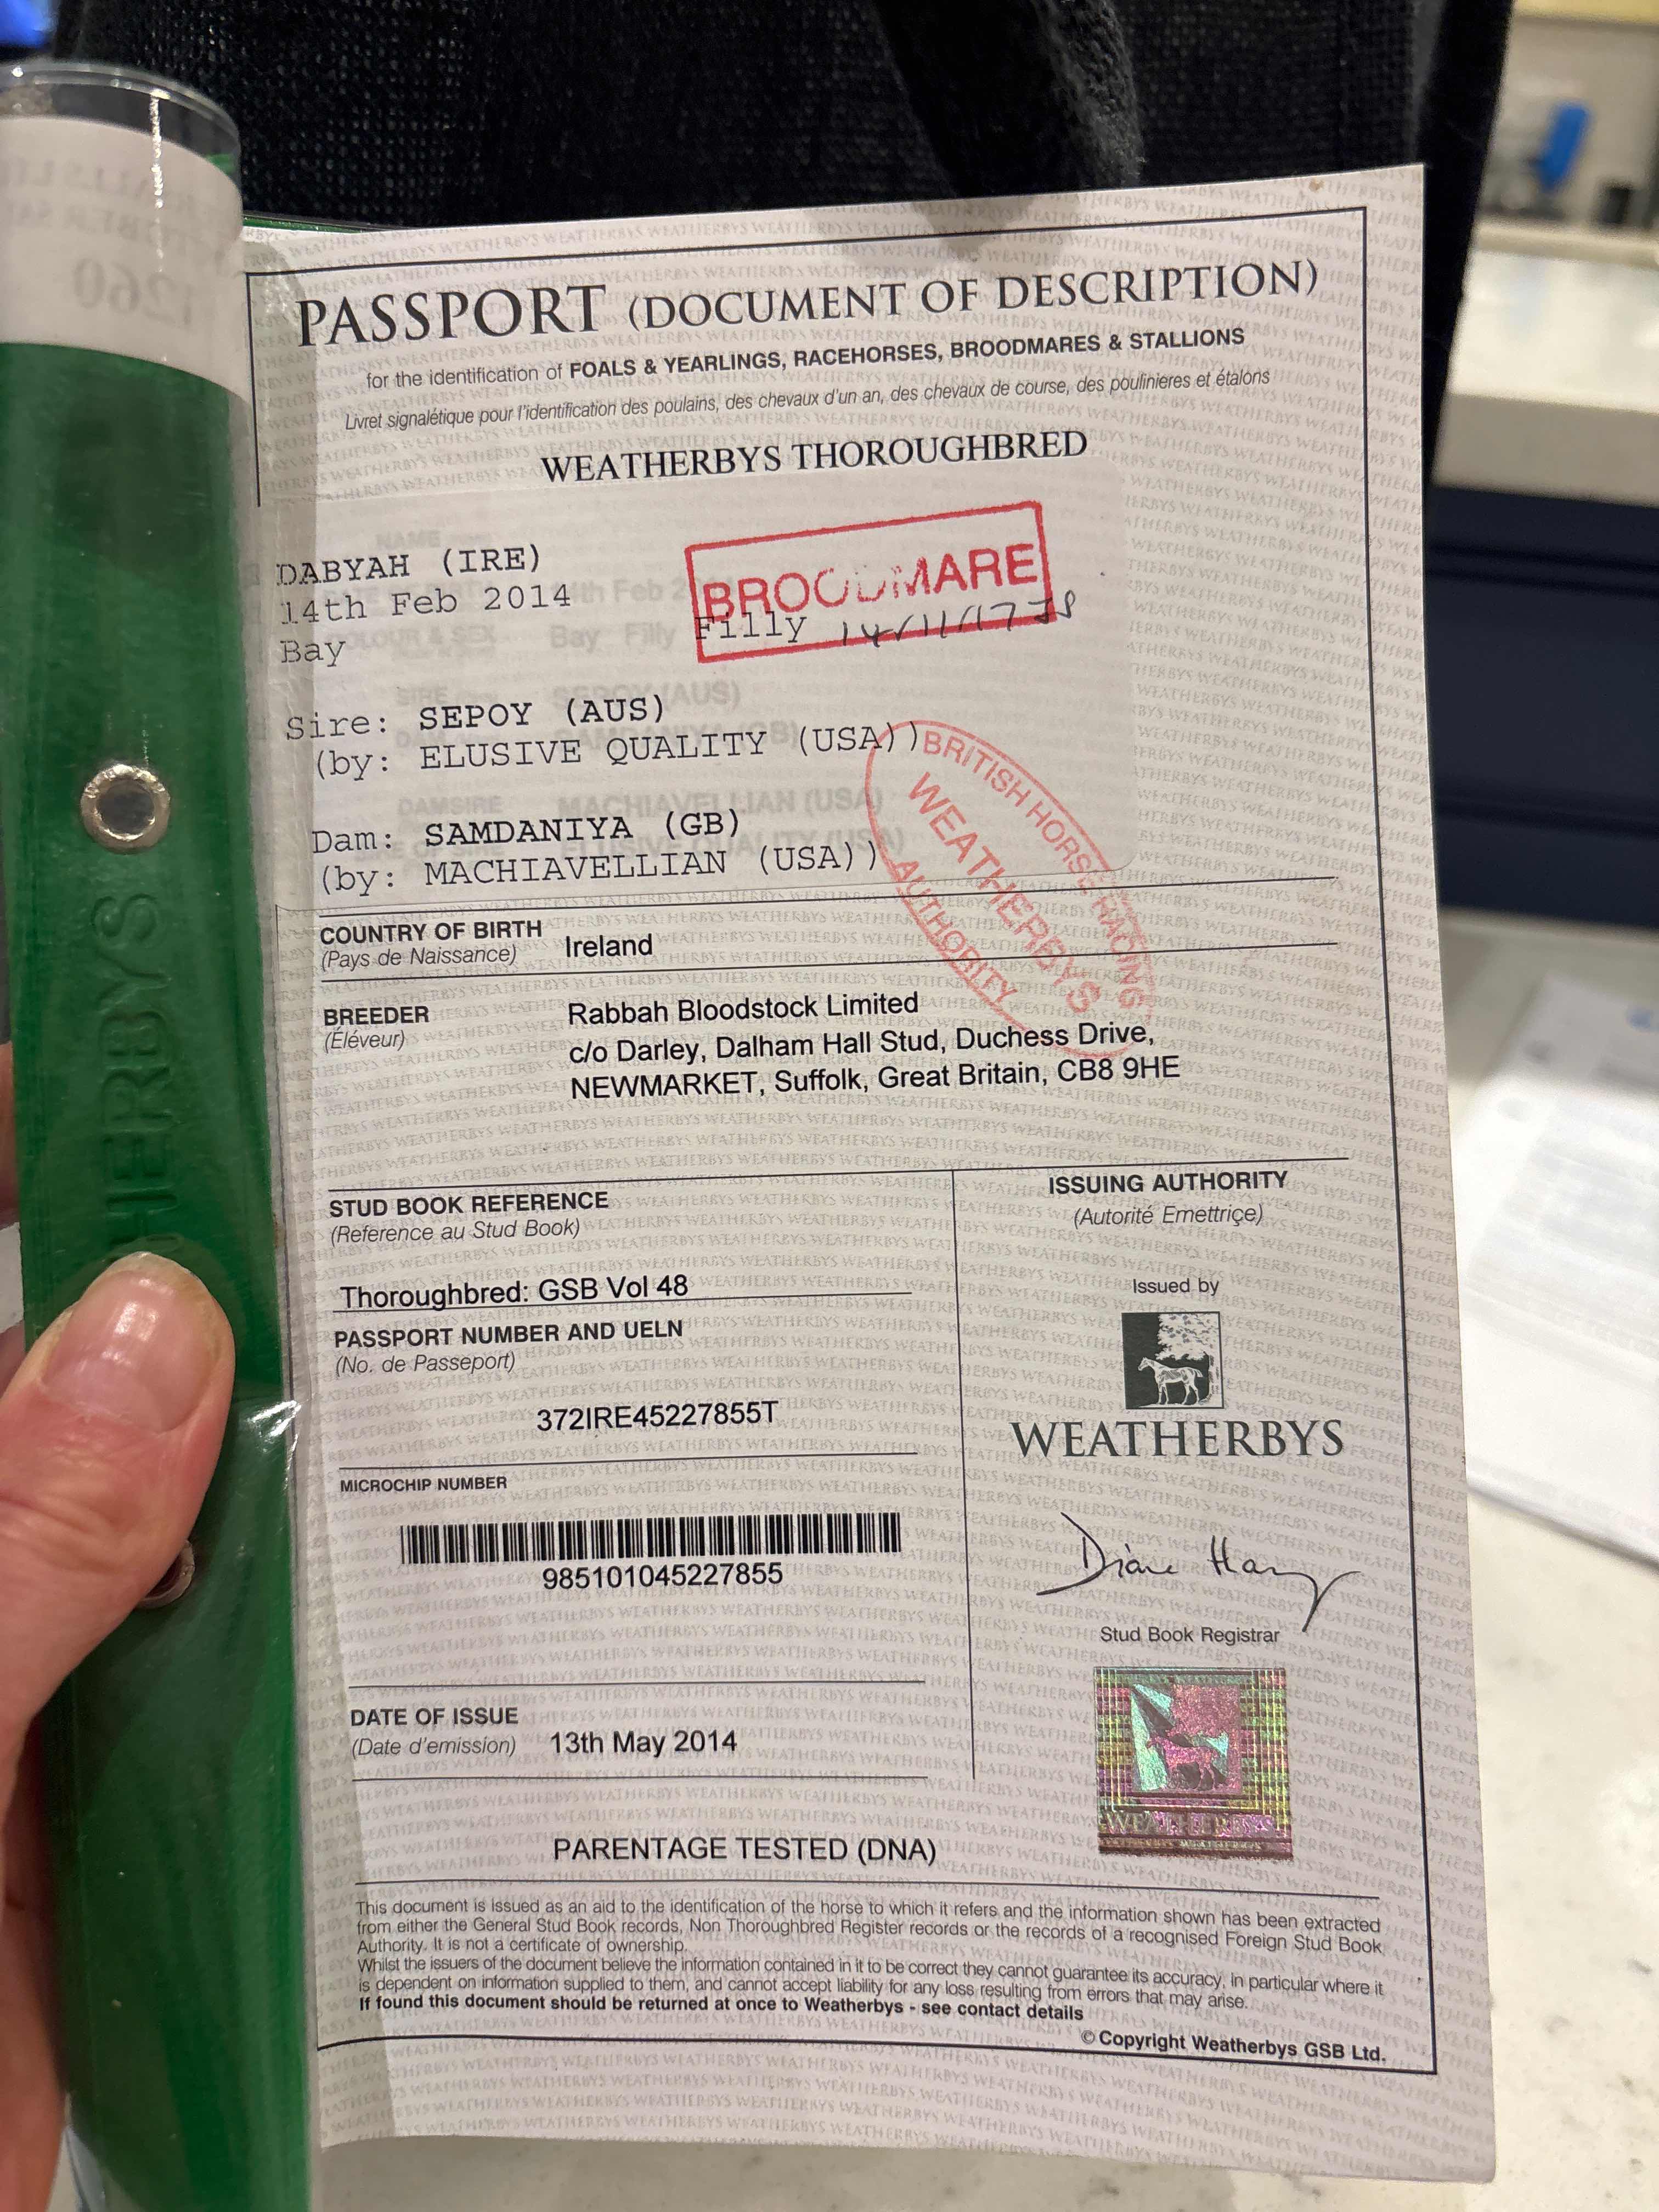 1260
HERBYS
PASSPORT (DOCUMENT OF DESCRIPTION)
for the identification of FOALS & YEARLINGS, RACEHORSES, BROODMARES & STALLIONS
Livret signalétique pour l'identification des poulains, des chevaux d'un an, des chevaux de course, des poulinieres et étalons
WEATHERBYS THOROUGHBRED
DABYAH (IRE)
14th Feb 2014
BROODMARE
Bay Filly 14/11/17
Sire: SEPOY (AUS)
(by: ELUSIVE QUALITY (USA))
Dam: SAMDANIYA (GB)
(by: MACHIAVELLIAN (USA))
BRITISH HORSE RACING
WEATHERBYS
AUTHORITY
COUNTRY OF BIRTH Ireland
(Pays de Naissance)
BREEDER Rabbah Bloodstock Limited
(Éléveur) c/o Darley, Dalham Hall Stud, Duchess Drive,
NEWMARKET, Suffolk, Great Britain, CB8 9HE
STUD BOOK REFERENCE
(Reference au Stud Book)
Thoroughbred: GSB Vol 48
PASSPORT NUMBER AND UELN
(No. de Passeport)
372IRE45227855T
MICROCHIP NUMBER
985101045227855
DATE OF ISSUE
(Date d'emission) 13th May 2014
ISSUING AUTHORITY
(Autorité Emettriçe)
Issued by
WEATHERBYS
Stud Book Registrar
WEATHERBYS
PARENTAGE TESTED (DNA)
This document is issued as an aid to the identification of the horse to which it refers and the information shown has been extracted
from either the General Stud Book records, Non Thoroughbred Register records or the records of a recognised Foreign Stud Book
Authority. It is not a certificate of ownership.
Whilst the issuers of the document believe the information contained in it to be correct they cannot guarantee its accuracy, in particular where it
is dependent on information supplied to them, and cannot accept liability for any loss resulting from errors that may arise.
If found this document should be returned at once to Weatherbys - see contact details
© Copyright Weatherbys GSB Ltd.